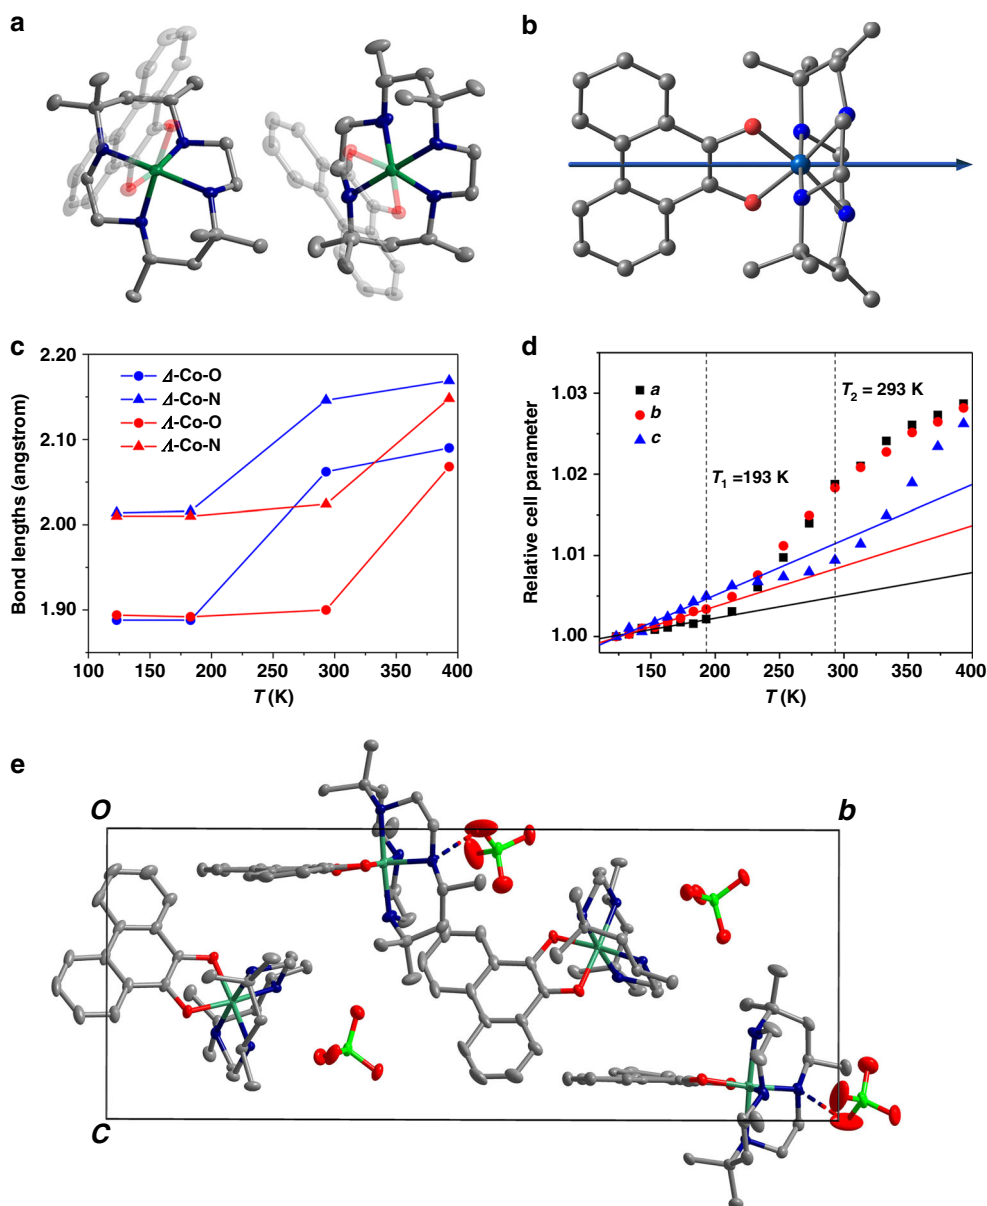 a
b
c
Bond lengths (angstrom)
2.20
2.10
2.00
1.90
Δ-Co-O
Δ-Co-N
Λ-Co-O
Λ-Co-N
100 150 200 250 300 350 400
T (K)
d
Relative cell parameter
1.03
1.02
1.01
1.00
a
b
c
T1 =193 K
T2 = 293 K
150 200 250 300 350 400
T (K)
e
O
b
C